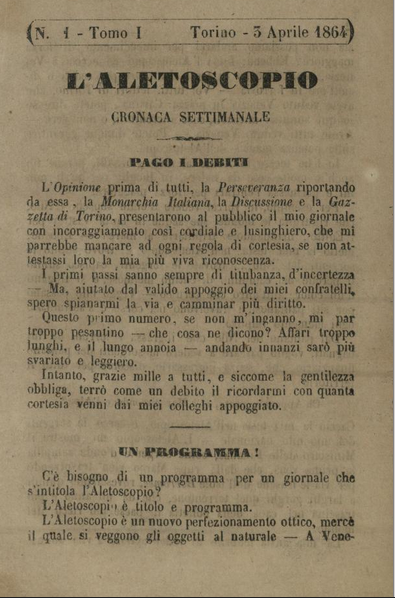 N. 1 - Tomo I Torino - 3 Aprile 1864
L'ALETOSCOPIO
CRONACA SETTIMANALE
PAGO I DEBITI
L'Opinione prima di tutti, la Perseveranza riportando
da essa, la Monarchia Italiana, la Discussione e la Gaz-
zetta di Torino, presentarono al pubblico il mio giornale
con incoraggiamento così cordiale e lusinghiero, che mi
parrebbe mancare ad ogni regola di cortesia, se non at-
testassi loro la mia più viva riconoscenza.
I primi passi sanno sempre di titubanza, d'incertezza
— Ma, aiutato dal valido appoggio dei miei confratelli,
spero spianarmi la via e camminar più diritto.
Questo primo numero, se non m'inganno, mi par
troppo pesantino — che cosa ne dicono? Affari troppo
lunghi, e il lungo annoia — andando innanzi sarò più
svariato e leggiero.
Intanto, grazie mille a tutti, e siccome la gentilezza
obbliga, terrò come un debito il ricordarmi con quanta
cortesia venni dai miei colleghi appoggiato.
UN PROGRAMMA!
C'è bisogno di un programma per un giornale che
s'intitola l'Aletoscopio?
L'Aletoscopio è titolo e programma.
L'Aletoscopio è un nuovo perfezionamento ottico, mercè
il quale si veggono gli oggetti al naturale — A Vene-